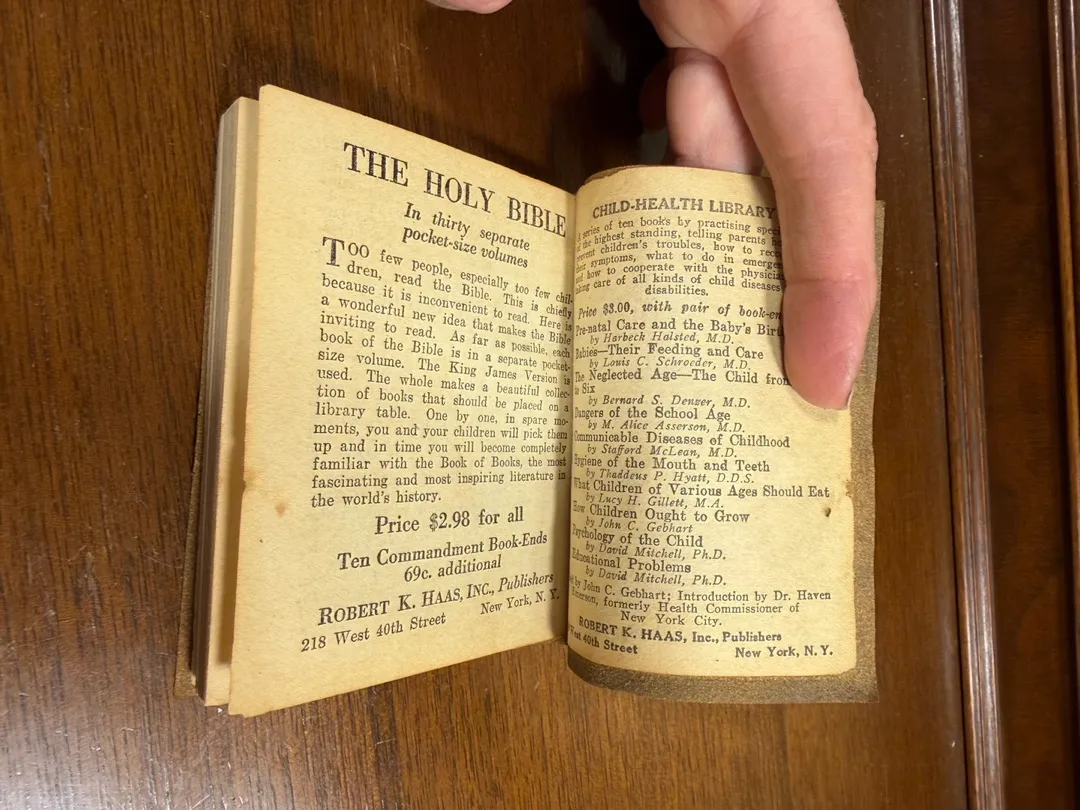 THE HOLY BIBLE
In thirty separate
pocket-size volumes
TOO few people, especially too few chil-
dren, read the Bible. This is chiefly
because it is inconvenient to read. Here is
a wonderful new idea that makes the Bible
inviting to read. As far as possible, each
book of the Bible is in a separate pocket-
size volume. The King James Version is
used. The whole makes a beautiful collec-
tion of books that should be placed on a
library table. One by one, in spare mo-
ments, you and your children will pick them
up and in time you will become completely
familiar with the Book of Books, the most
fascinating and most inspiring literature in
the world's history.
Price $2.98 for all
Ten Commandment Book-Ends
69c. additional
ROBERT K. HAAS, INC., Publishers
218 West 40th Street New York, N. Y.
CHILD-HEALTH LIBRARY
series of ten books by practising
the highest standing, telling parents
children's troubles, how to
their symptoms, what to do in
and how to cooperate with the
care of all kinds of child diseases
disabilities.
Price $3.00, with pair of
Pre-natal Care and the Baby's
by Harbeck Halsted, M.D.
Babies—Their Feeding and Care
by Louis C. Schroeder, M.D.
The Neglected Age—The Child from
to Six
by Bernard S. Denzer, M.D.
Dangers of the School Age
by M. Alice Asserson, M.D.
Communicable Diseases of Childhood
by Stafford McLean, M.D.
Hygiene of the Mouth and Teeth
by Thaddeus P. Hyatt, D.D.S.
What Children of Various Ages Should Eat
by Lucy H. Gillett, M.A.
How Children Ought to Grow
by John C. Gebhart
Psychology of the Child
by David Mitchell, Ph.D.
Educational Problems
by David Mitchell, Ph.D.
by John C. Gebhart; Introduction by Dr. Haven
Emerson, formerly Health Commissioner of
New York City.
ROBERT K. HAAS, Inc., Publishers
West 40th Street New York, N. Y.